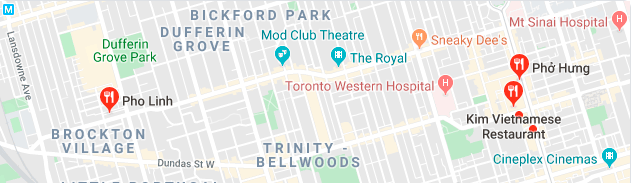 M
BICKFORD PARK
Mt Sinai Hospital
DUFFERIN
GROVE
Mod Club Theatre
Sneaky Dee's
Lansdowne Ave
Dufferin
Grove Park
The Royal
Phở Hưng
Toronto Western Hospital
Pho Linh
Kim Vietnamese
Restaurant
BROCKTON
VILLAGE
TRINITY -
BELLWOODS
Dundas St W
Cineplex Cinemas